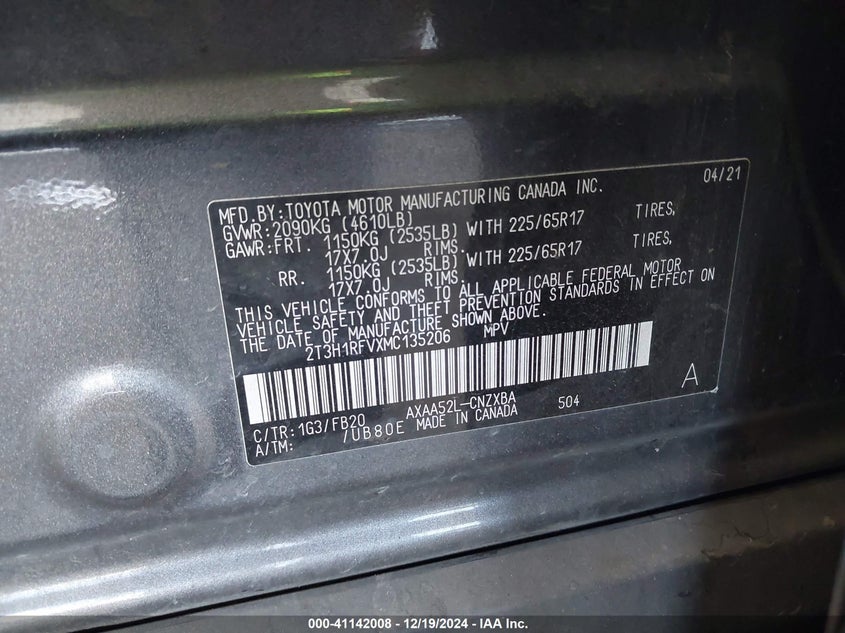 MFD.BY:TOYOTA MOTOR MANUFACTURING CANADA INC. 04/21
GVWR:2090KG (4610LB)
GAWR:FRT. 1150KG (2535LB) WITH 225/65R17 TIRES,
17X7.0J RIMS.
RR. 1150KG (2535LB) WITH 225/65R17 TIRES,
17X7.0J RIMS.
THIS VEHICLE CONFORMS TO ALL APPLICABLE FEDERAL MOTOR
VEHICLE SAFETY AND THEFT PREVENTION STANDARDS IN EFFECT ON
THE DATE OF MANUFACTURE SHOWN ABOVE.
2T3H1RFVXMC135206 MPV
A
C/TR:1G3/FB20 AXAA52L-CNZXBA 504
A/TM: /UB80E MADE IN CANADA
000-41142008 - 12/19/2024 - IAA Inc.